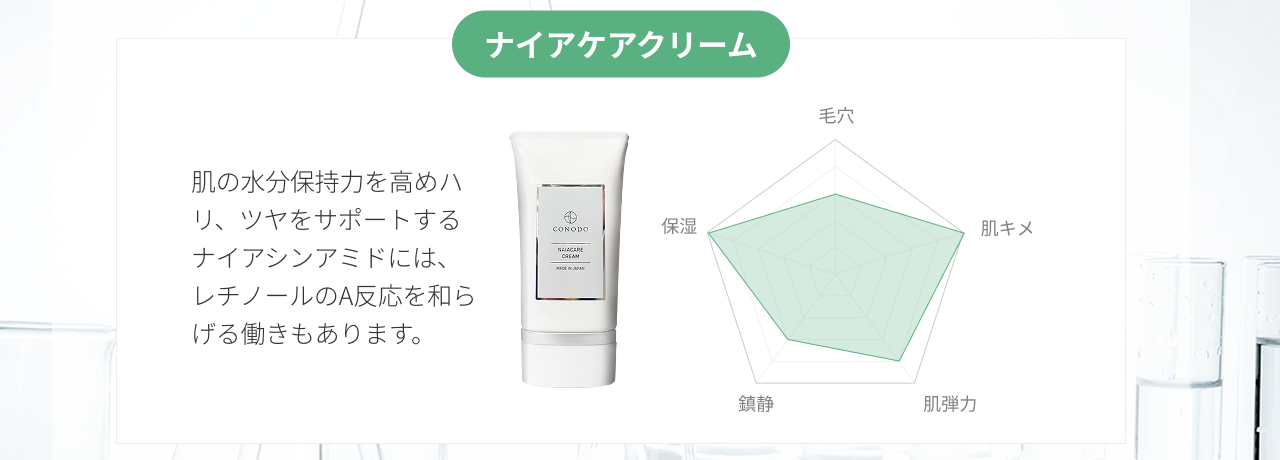 ナイアケアクリーム
肌の水分保持力を高めハ
リ、ツヤをサポートする
ナイアシンアミドには、
レチノールのA反応を和ら
げる働きもあります。
CONODO
NAIACARE
CREAM
MADE IN JAPAN
毛穴
保湿
肌キメ
鎮静
肌弾力